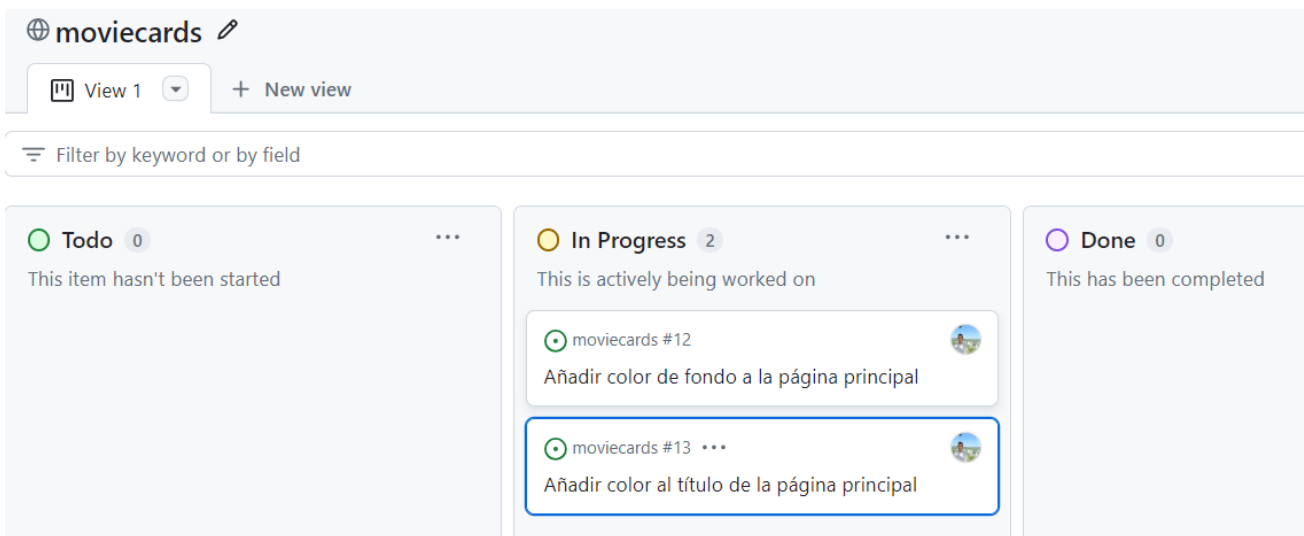 moviecards
View 1
New view
Filter by keyword or by field
Todo 0
This item hasn't been started
In Progress 2
This is actively being worked on
moviecards #12
Añadir color de fondo a la página principal
moviecards #13
Añadir color al título de la página principal
Done 0
This has been completed